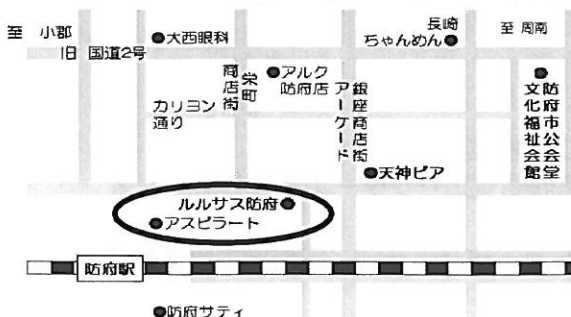 至 小郡
旧 国道2号
大西眼科
長崎
ちゃんめん
至 周南
アルク
防府店
栄町
商店街
カリヨン
通り
銀座商店街
アーケード
防府市公会堂
文化福祉会館
天神ピア
ルルサス防府
アスピラート
防府駅
防府サティ